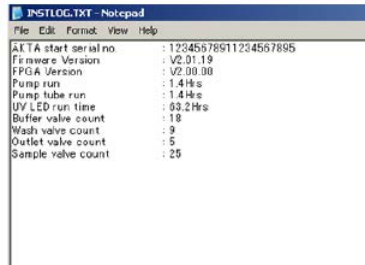 INSTLOG.TXT - Notepad
File Edit Format View Help
ÄKTA start serial no. : 12345678911234567895
Firmware Version : V2.01.19
FPGA Version : V2.00.00
Pump run : 1.4Hrs
Pump tube run : 1.4Hrs
UV LED run time : 63.2Hrs
Buffer valve count : 18
Wash valve count : 9
Outlet valve count : 5
Sample valve count : 25